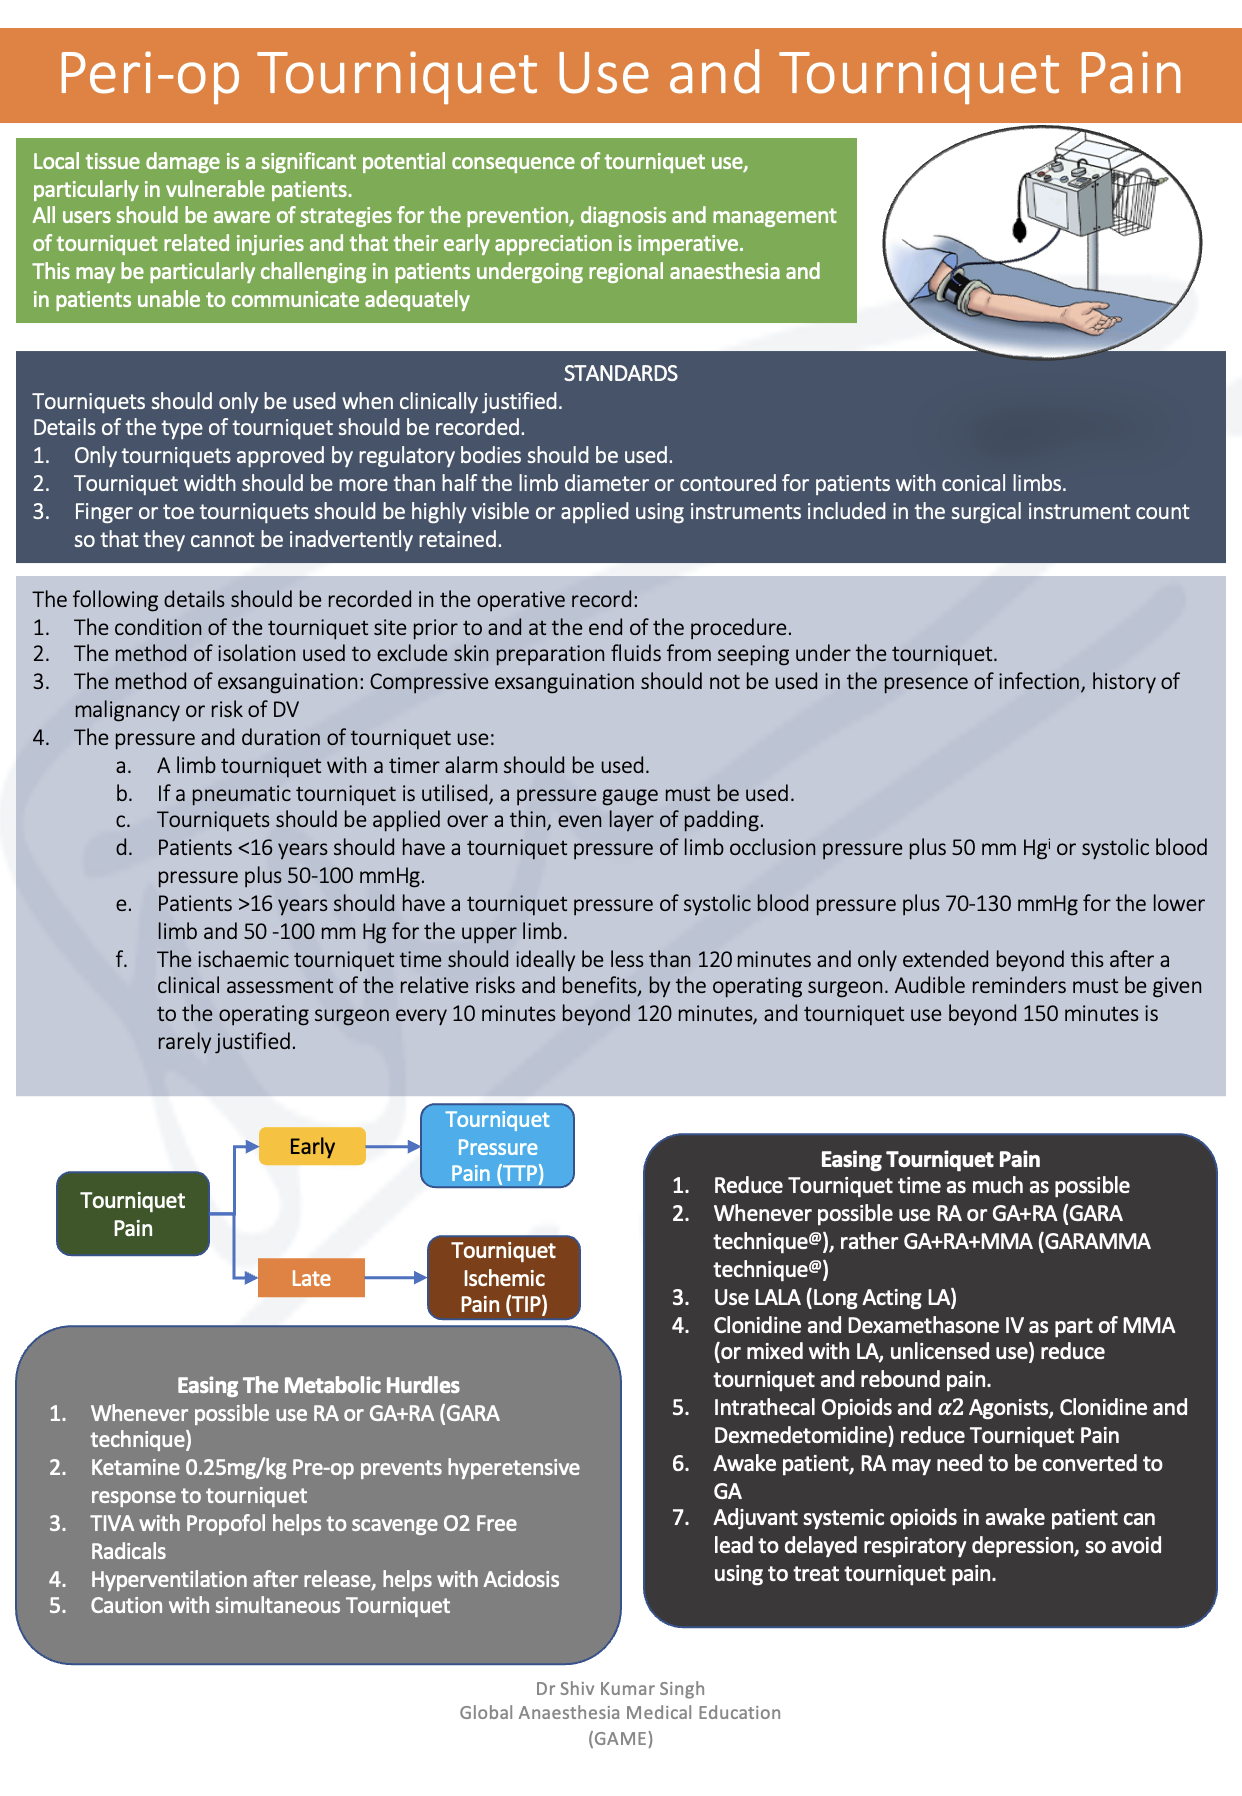 Peri-op Tourniquet Use and Tourniquet Pain
Local tissue damage is a significant potential consequence of tourniquet use,
particularly in vulnerable patients.
All users should be aware of strategies for the prevention, diagnosis and management
of tourniquet related injuries and that their early appreciation is imperative.
This may be particularly challenging in patients undergoing regional anaesthesia and
in patients unable to communicate adequately
STANDARDS
Tourniquets should only be used when clinically justified.
Details of the type of tourniquet should be recorded.
1. Only tourniquets approved by regulatory bodies should be used.
2. Tourniquet width should be more than half the limb diameter or contoured for patients with conical limbs.
3. Finger or toe tourniquets should be highly visible or applied using instruments included in the surgical instrument count
so that they cannot be inadvertently retained.
The following details should be recorded in the operative record:
1. The condition of the tourniquet site prior to and at the end of the procedure.
2. The method of isolation used to exclude skin preparation fluids from seeping under the tourniquet.
3. The method of exsanguination: Compressive exsanguination should not be used in the presence of infection, history of
malignancy or risk of DV
4. The pressure and duration of tourniquet use:
a. A limb tourniquet with a timer alarm should be used.
b. If a pneumatic tourniquet is utilised, a pressure gauge must be used.
c. Tourniquets should be applied over a thin, even layer of padding.
d. Patients <16 years should have a tourniquet pressure of limb occlusion pressure plus 50 mm Hgⁱ or systolic blood
pressure plus 50-100 mmHg.
e. Patients >16 years should have a tourniquet pressure of systolic blood pressure plus 70-130 mmHg for the lower
limb and 50 -100 mm Hg for the upper limb.
f. The ischaemic tourniquet time should ideally be less than 120 minutes and only extended beyond this after a
clinical assessment of the relative risks and benefits, by the operating surgeon. Audible reminders must be given
to the operating surgeon every 10 minutes beyond 120 minutes, and tourniquet use beyond 150 minutes is
rarely justified.
Tourniquet
Pain
Early
Tourniquet
Pressure
Pain (TTP)
Late
Tourniquet
Ischemic
Pain (TIP)
Easing The Metabolic Hurdles
1. Whenever possible use RA or GA+RA (GARA
technique)
2. Ketamine 0.25mg/kg Pre-op prevents hyperetensive
response to tourniquet
3. TIVA with Propofol helps to scavenge O2 Free
Radicals
4. Hyperventilation after release, helps with Acidosis
5. Caution with simultaneous Tourniquet
Easing Tourniquet Pain
1. Reduce Tourniquet time as much as possible
2. Whenever possible use RA or GA+RA (GARA
technique@), rather GA+RA+MMA (GARAMMA
technique@)
3. Use LALA (Long Acting LA)
4. Clonidine and Dexamethasone IV as part of MMA
(or mixed with LA, unlicensed use) reduce
tourniquet and rebound pain.
5. Intrathecal Opioids and α2 Agonists, Clonidine and
Dexmedetomidine) reduce Tourniquet Pain
6. Awake patient, RA may need to be converted to
GA
7. Adjuvant systemic opioids in awake patient can
lead to delayed respiratory depression, so avoid
using to treat tourniquet pain.
Dr Shiv Kumar Singh
Global Anaesthesia Medical Education
(GAME)